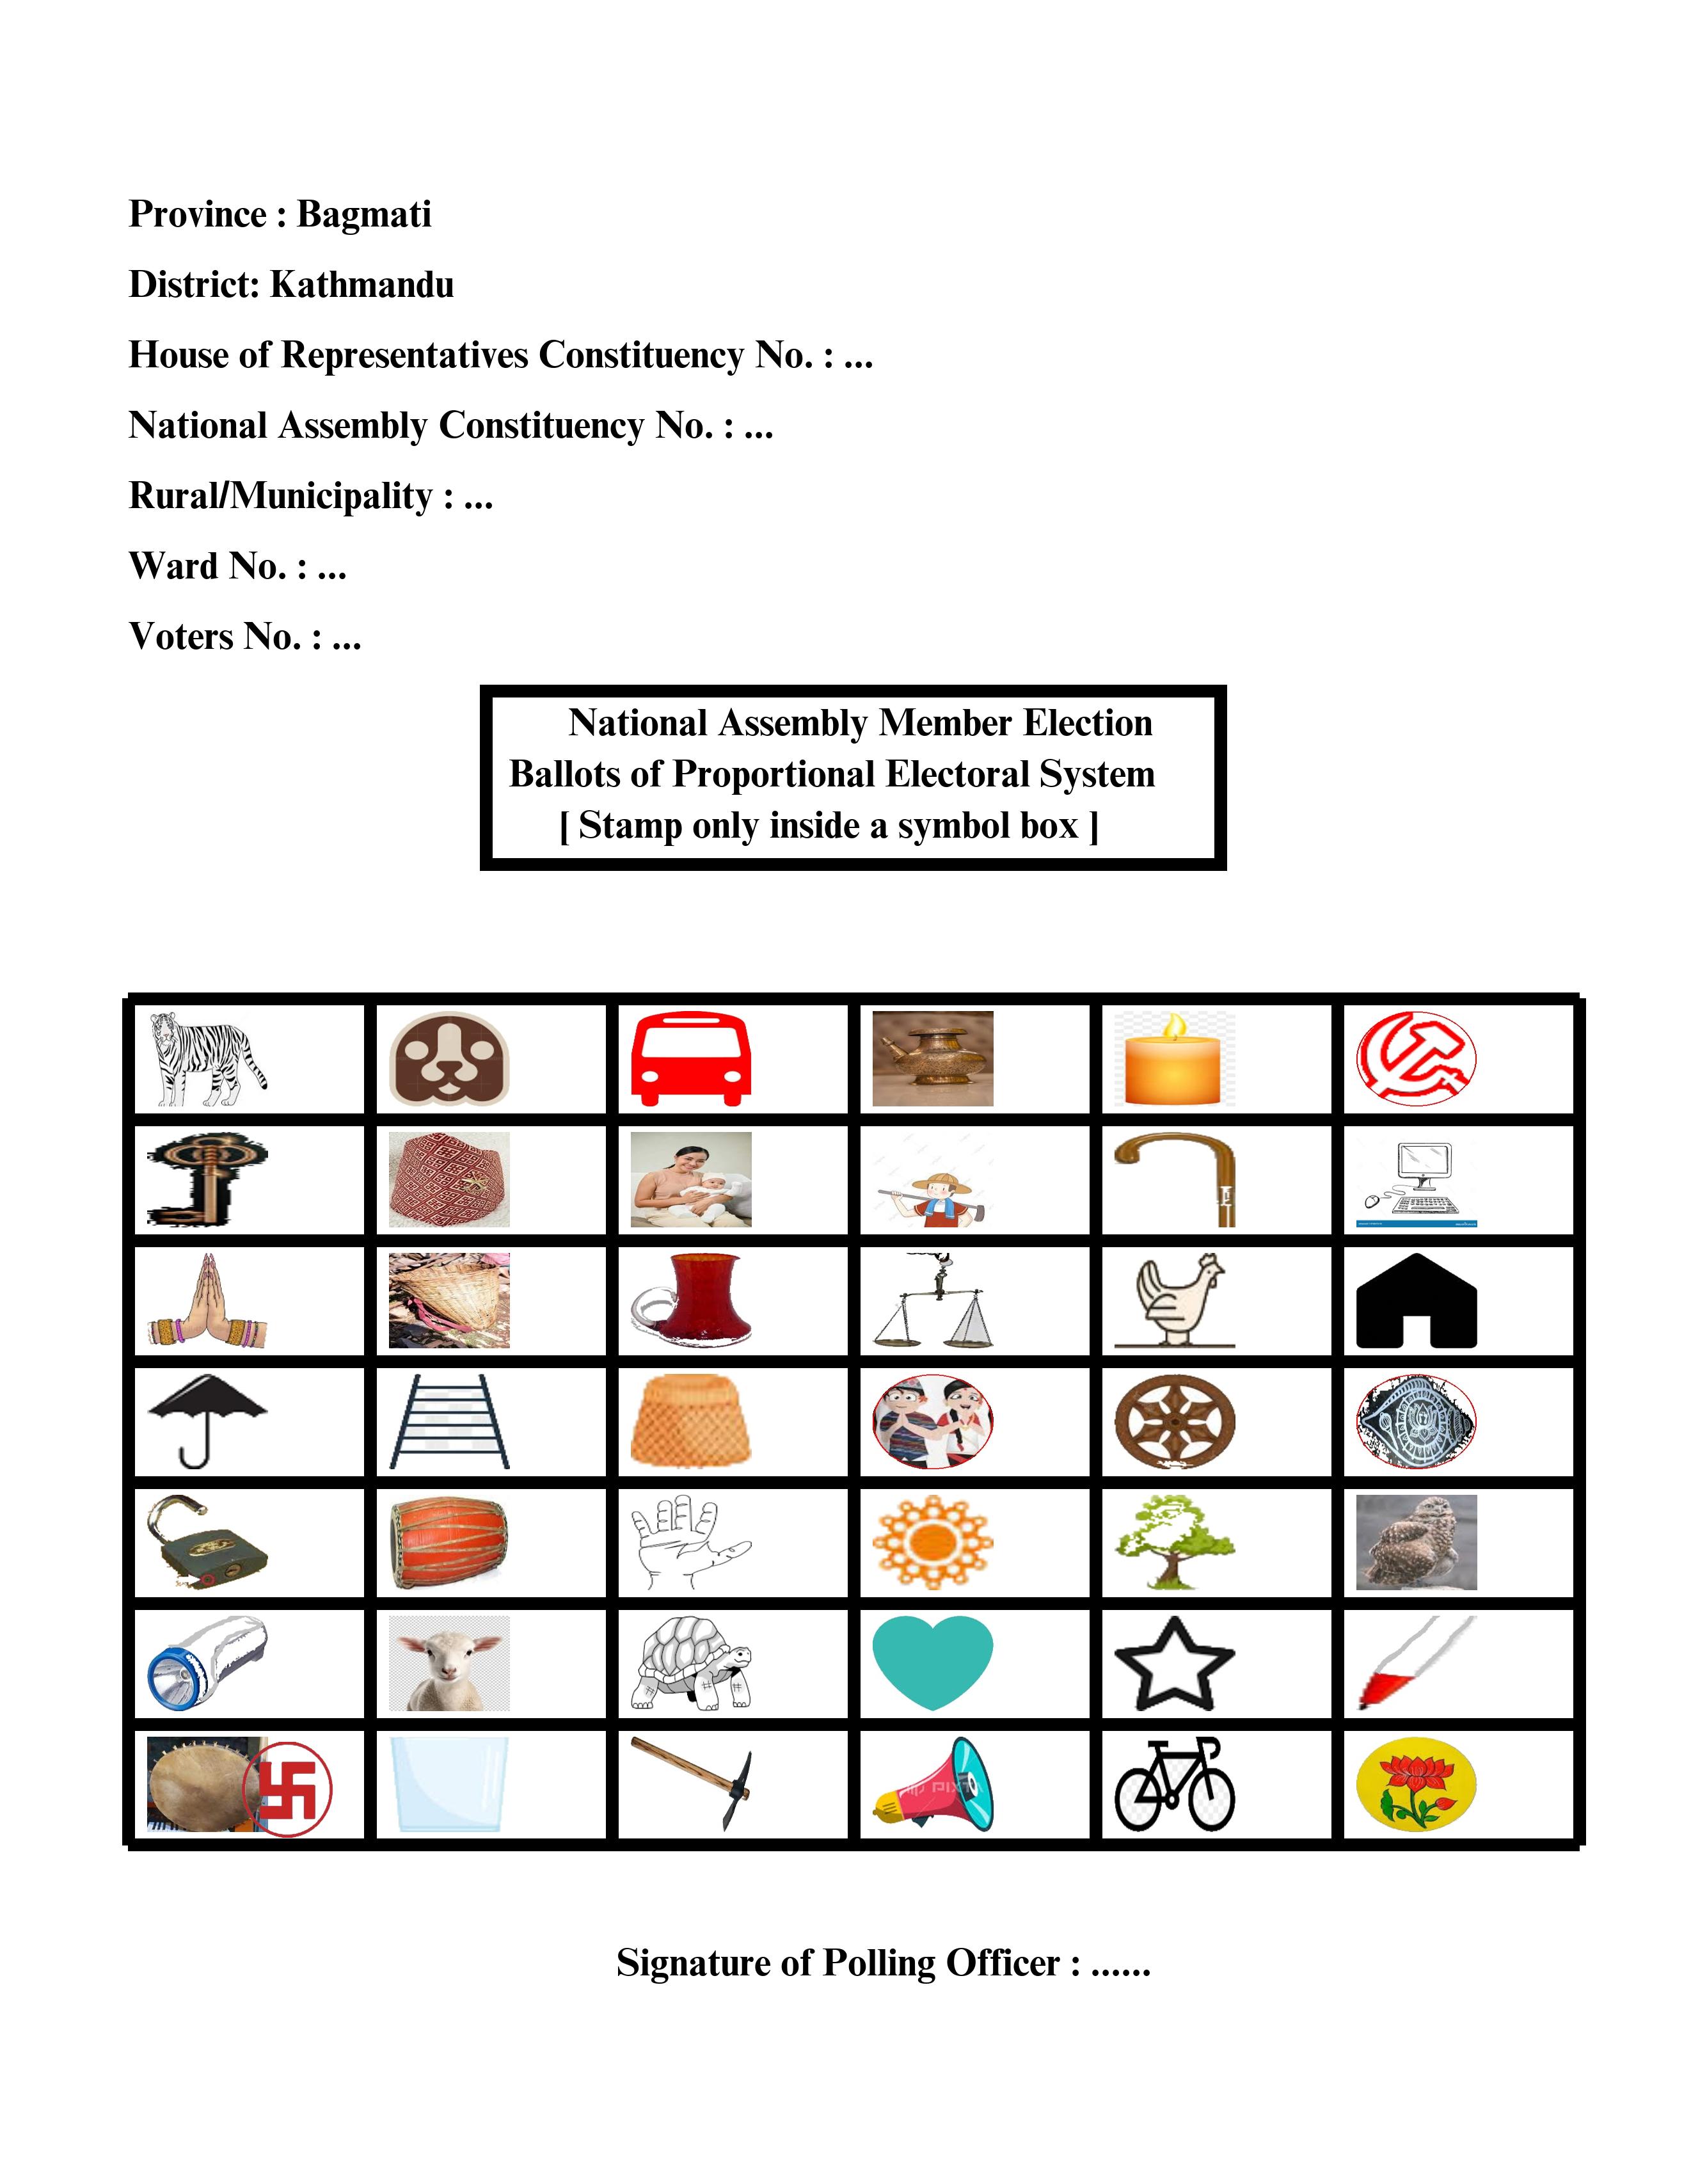 Province : Bagmati
District: Kathmandu
House of Representatives Constituency No. : ...
National Assembly Constituency No. : ...
Rural/Municipality : ...
Ward No. : ...
Voters No. : ...
National Assembly Member Election
Ballots of Proportional Electoral System
[ Stamp only inside a symbol box ]
Signature of Polling Officer : ......